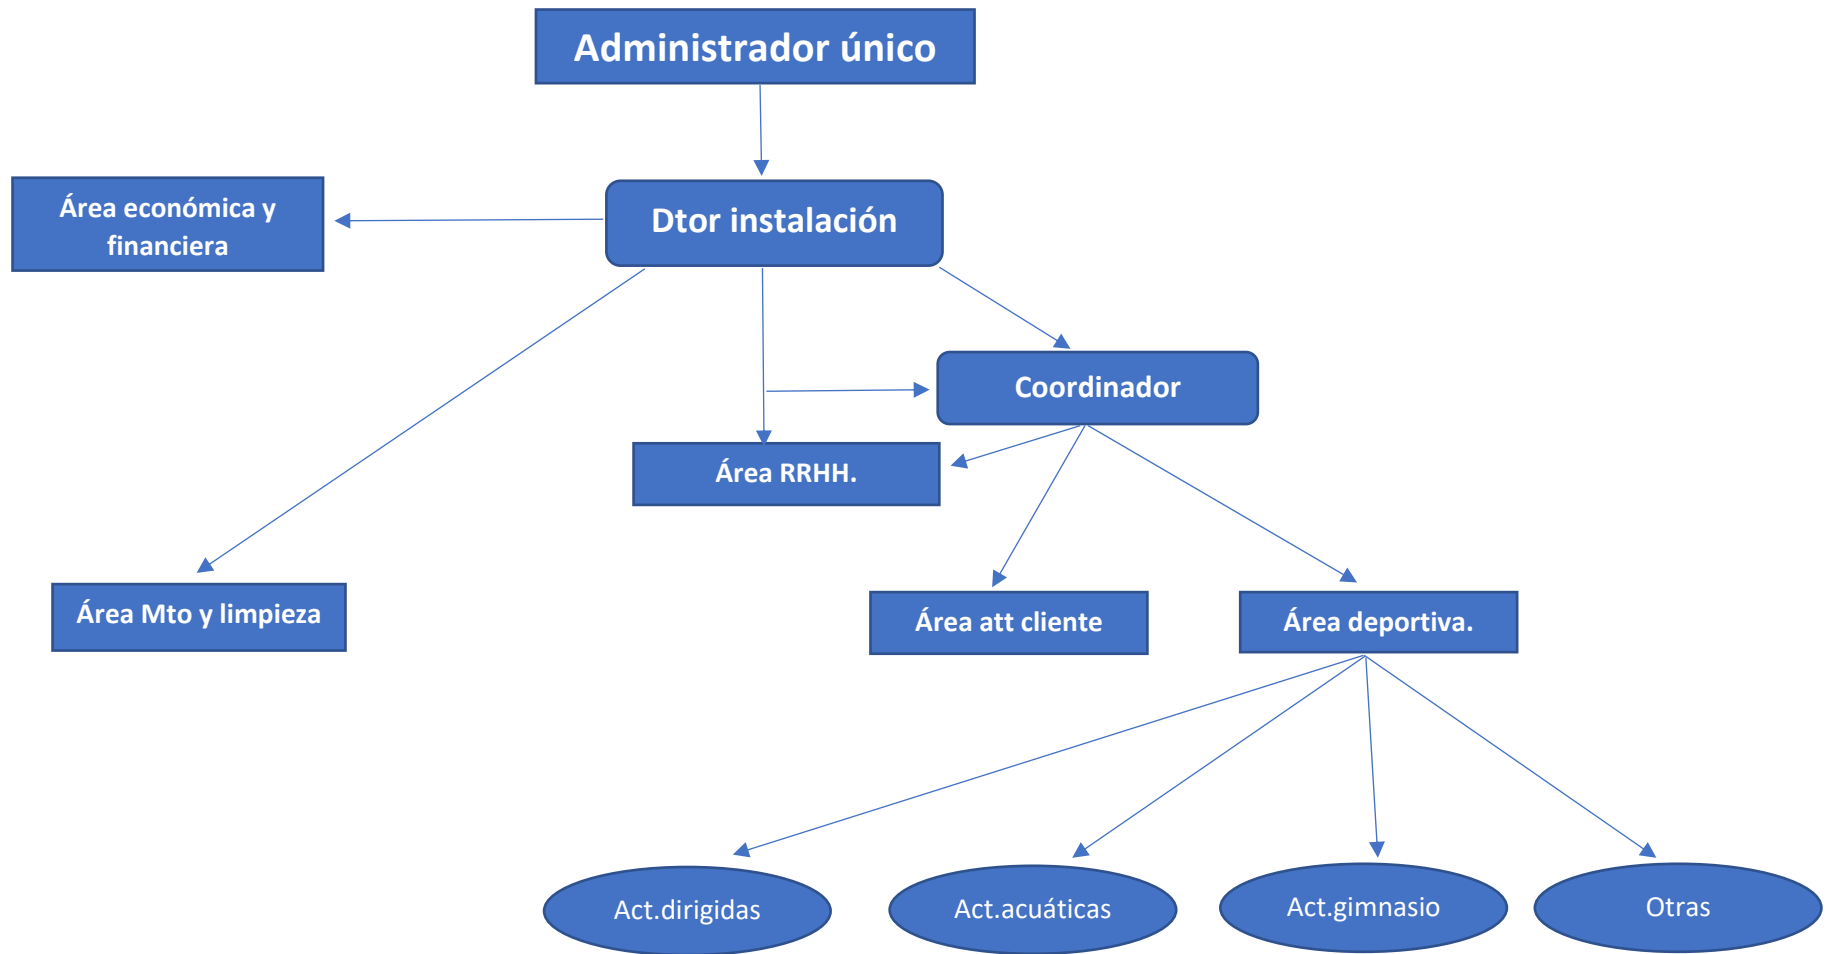 Administrador único
Área económica y
financiera
Dtor instalación
Coordinador
Área RRHH.
Área Mto y limpieza
Área att cliente
Área deportiva.
Act.dirigidas
Act.acuáticas
Act.gimnasio
Otras